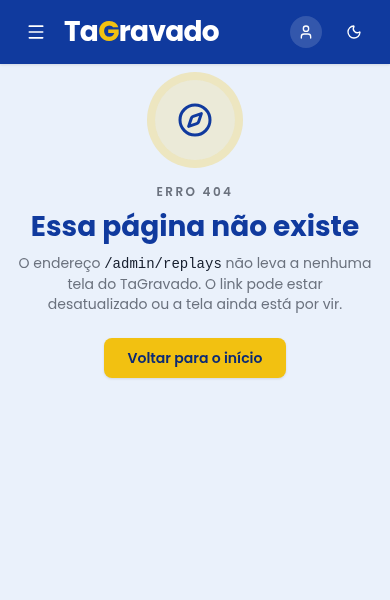 TaGravado
ERRO 404
Essa página não existe
O endereço /admin/replays não leva a nenhuma
tela do TaGravado. O link pode estar
desatualizado ou a tela ainda está por vir.
Voltar para o início